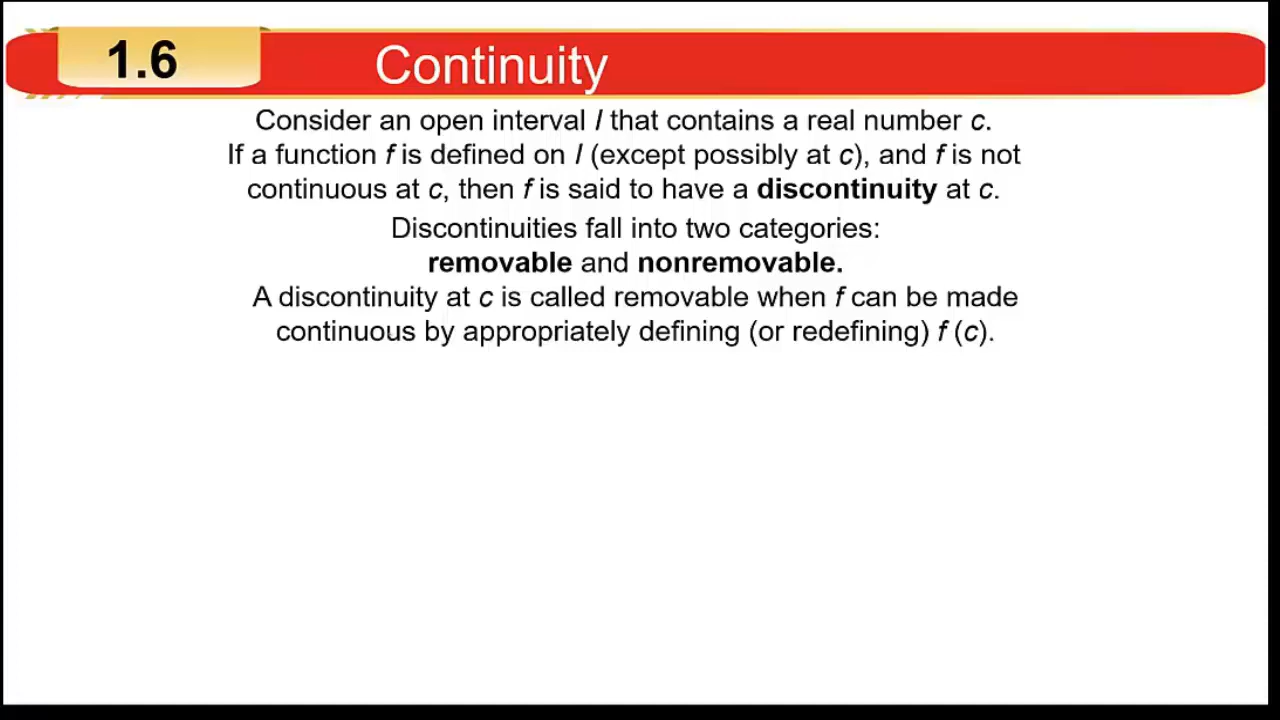 1.6
Continuity
Consider an open interval I that contains a real number c.
If a function f is defined on I (except possibly at c), and f is not
continuous at c, then f is said to have a discontinuity at c.
Discontinuities fall into two categories:
removable and nonremovable.
A discontinuity at c is called removable when f can be made
continuous by appropriately defining (or redefining) f (c).